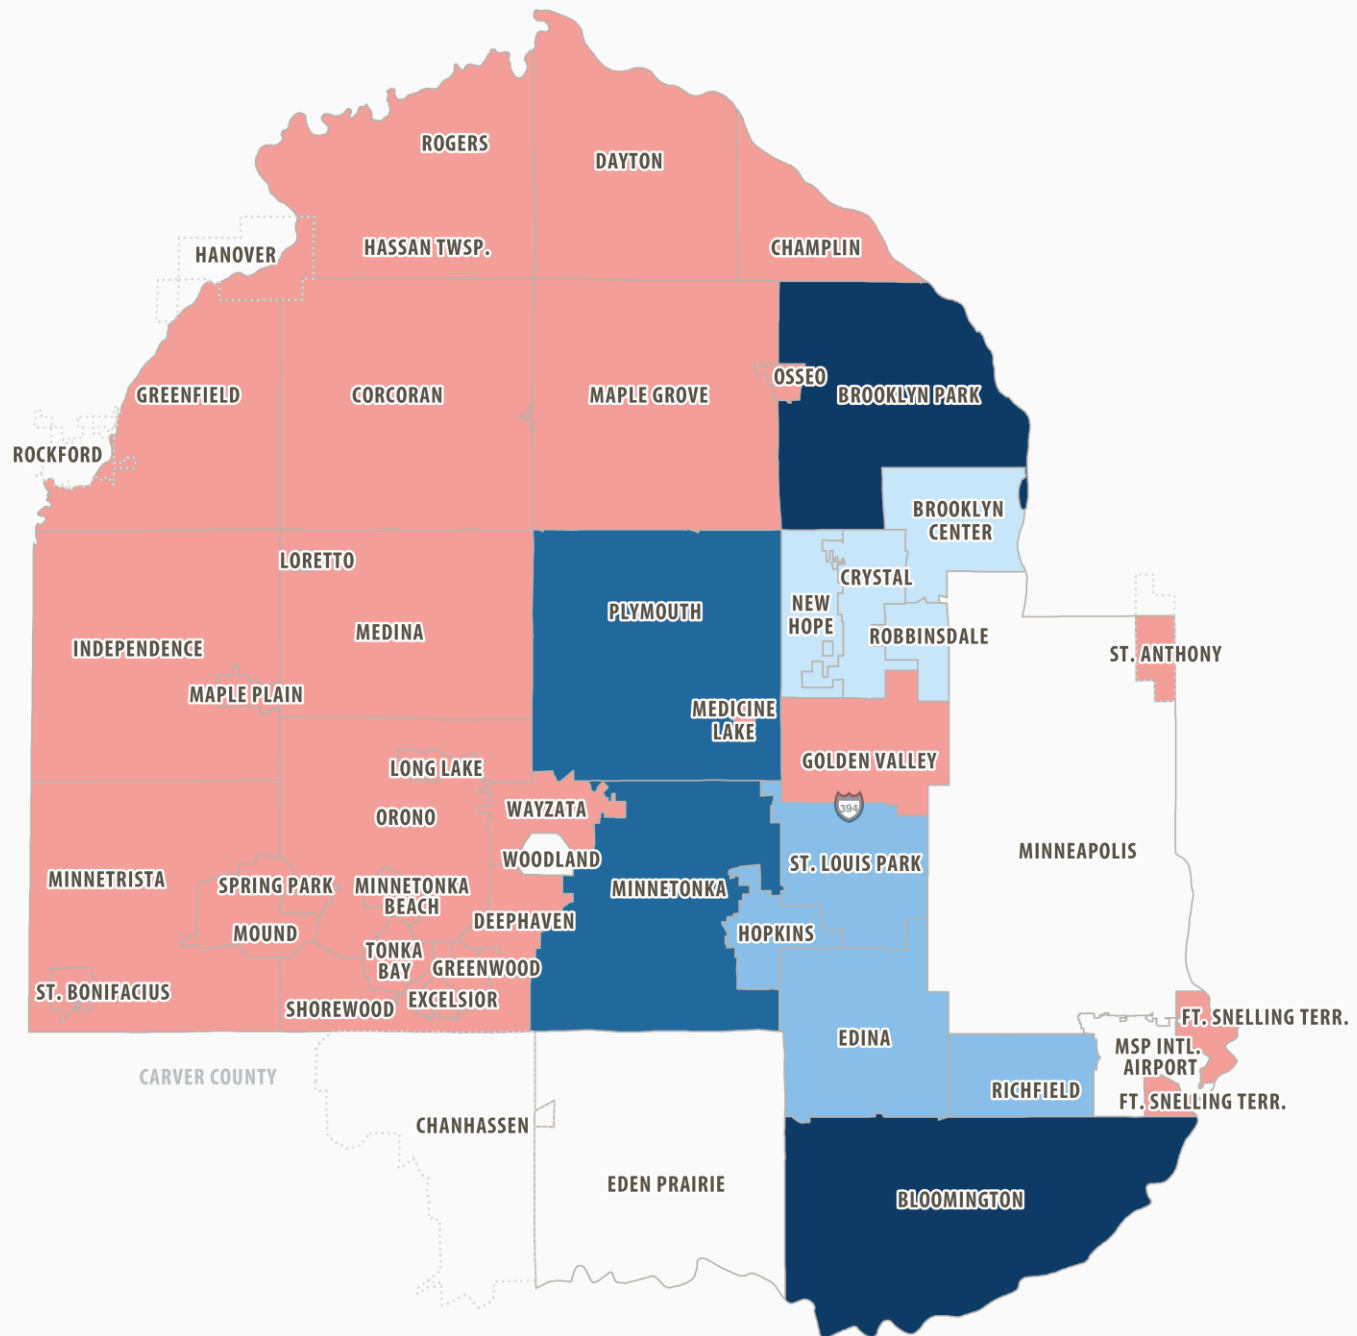 ROGERS
DAYTON
HANOVER
HASSAN TWSP.
CHAMPLIN
GREENFIELD
CORCORAN
MAPLE GROVE
OSSEO
BROOKLYN PARK
ROCKFORD
BROOKLYN
CENTER
LORETTO
CRYSTAL
PLYMOUTH
NEW
HOPE
ROBBINSDALE
INDEPENDENCE
MEDINA
ST. ANTHONY
MAPLE PLAIN
MEDICINE
LAKE
GOLDEN VALLEY
LONG LAKE
ORONO
WAYZATA
394
MINNEAPOLIS
WOODLAND
ST. LOUIS PARK
MINNETRISTA
SPRING PARK
MINNETONKA
BEACH
MINNETONKA
MOUND
DEEPHAVEN
HOPKINS
TONKA
BAY
GREENWOOD
ST. BONIFACIUS
SHOREWOOD
EXCELSIOR
FT. SNELLING TERR.
EDINA
MSP INTL.
AIRPORT
CARVER COUNTY
RICHFIELD
FT. SNELLING TERR.
CHANHASSEN
EDEN PRAIRIE
BLOOMINGTON